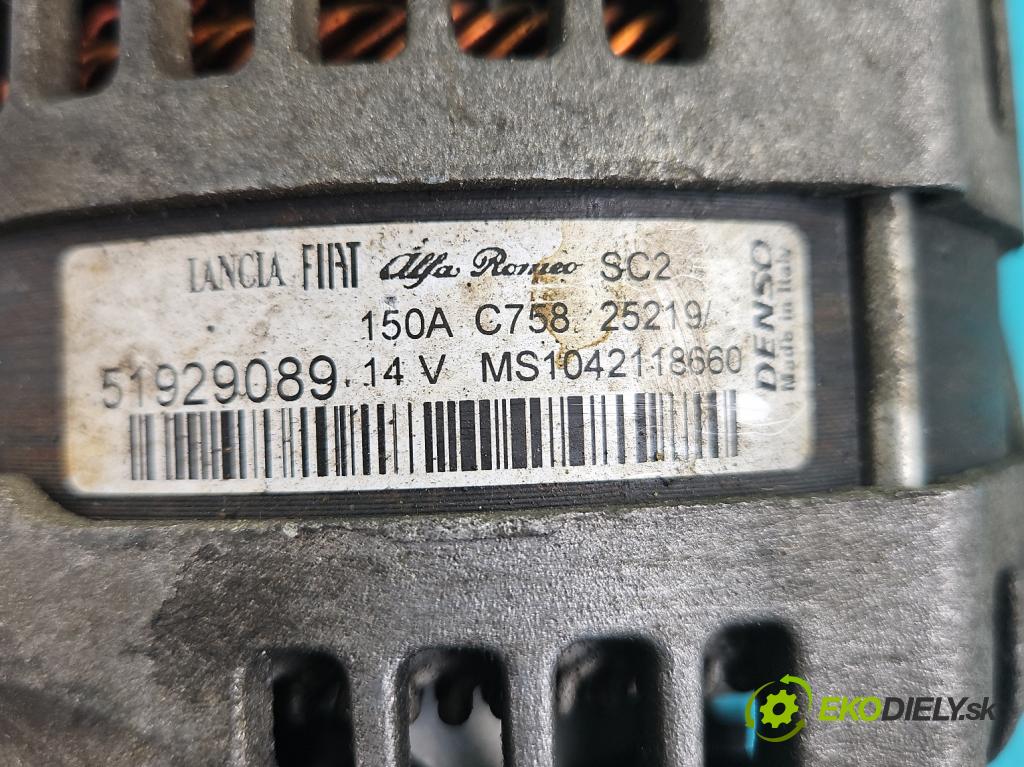 LANCIA FIAT Alfa Romeo SC2
150A C758 25219/
51929089 14 V MS1042118660
DENSO
Made in Italy
EKODIELY.sk